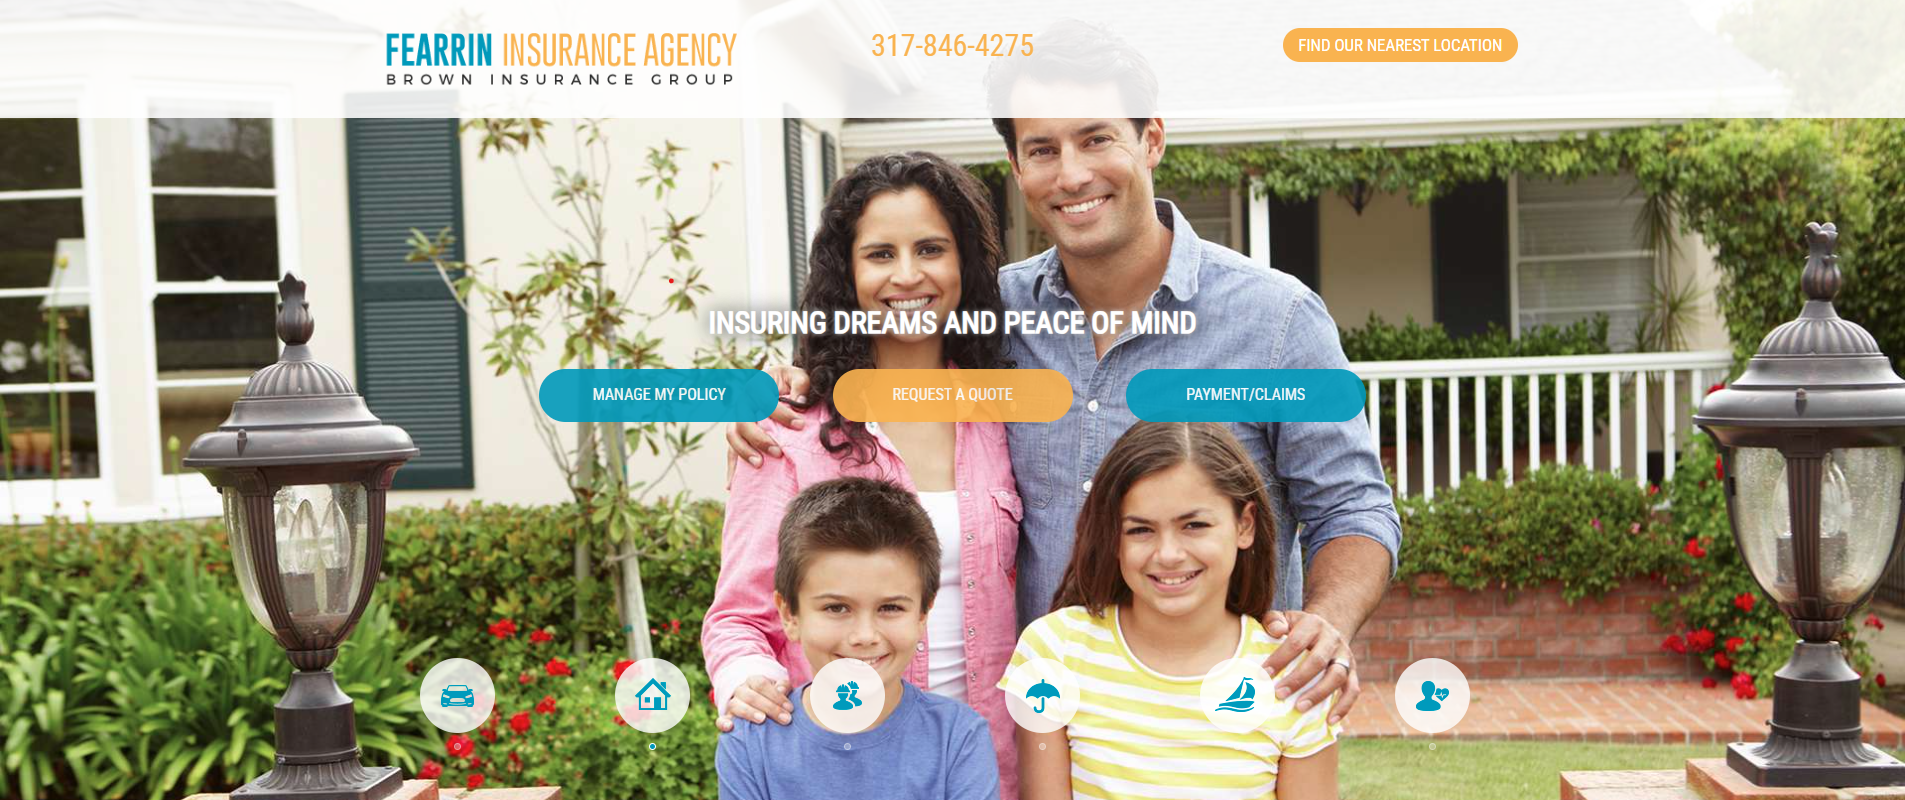 FEARRIN INSURANCE AGENCY
BROWN INSURANCE GROUP
317-846-4275
FIND OUR NEAREST LOCATION
INSURING DREAMS AND PEACE OF MIND
MANAGE MY POLICY
REQUEST A QUOTE
PAYMENT/CLAIMS